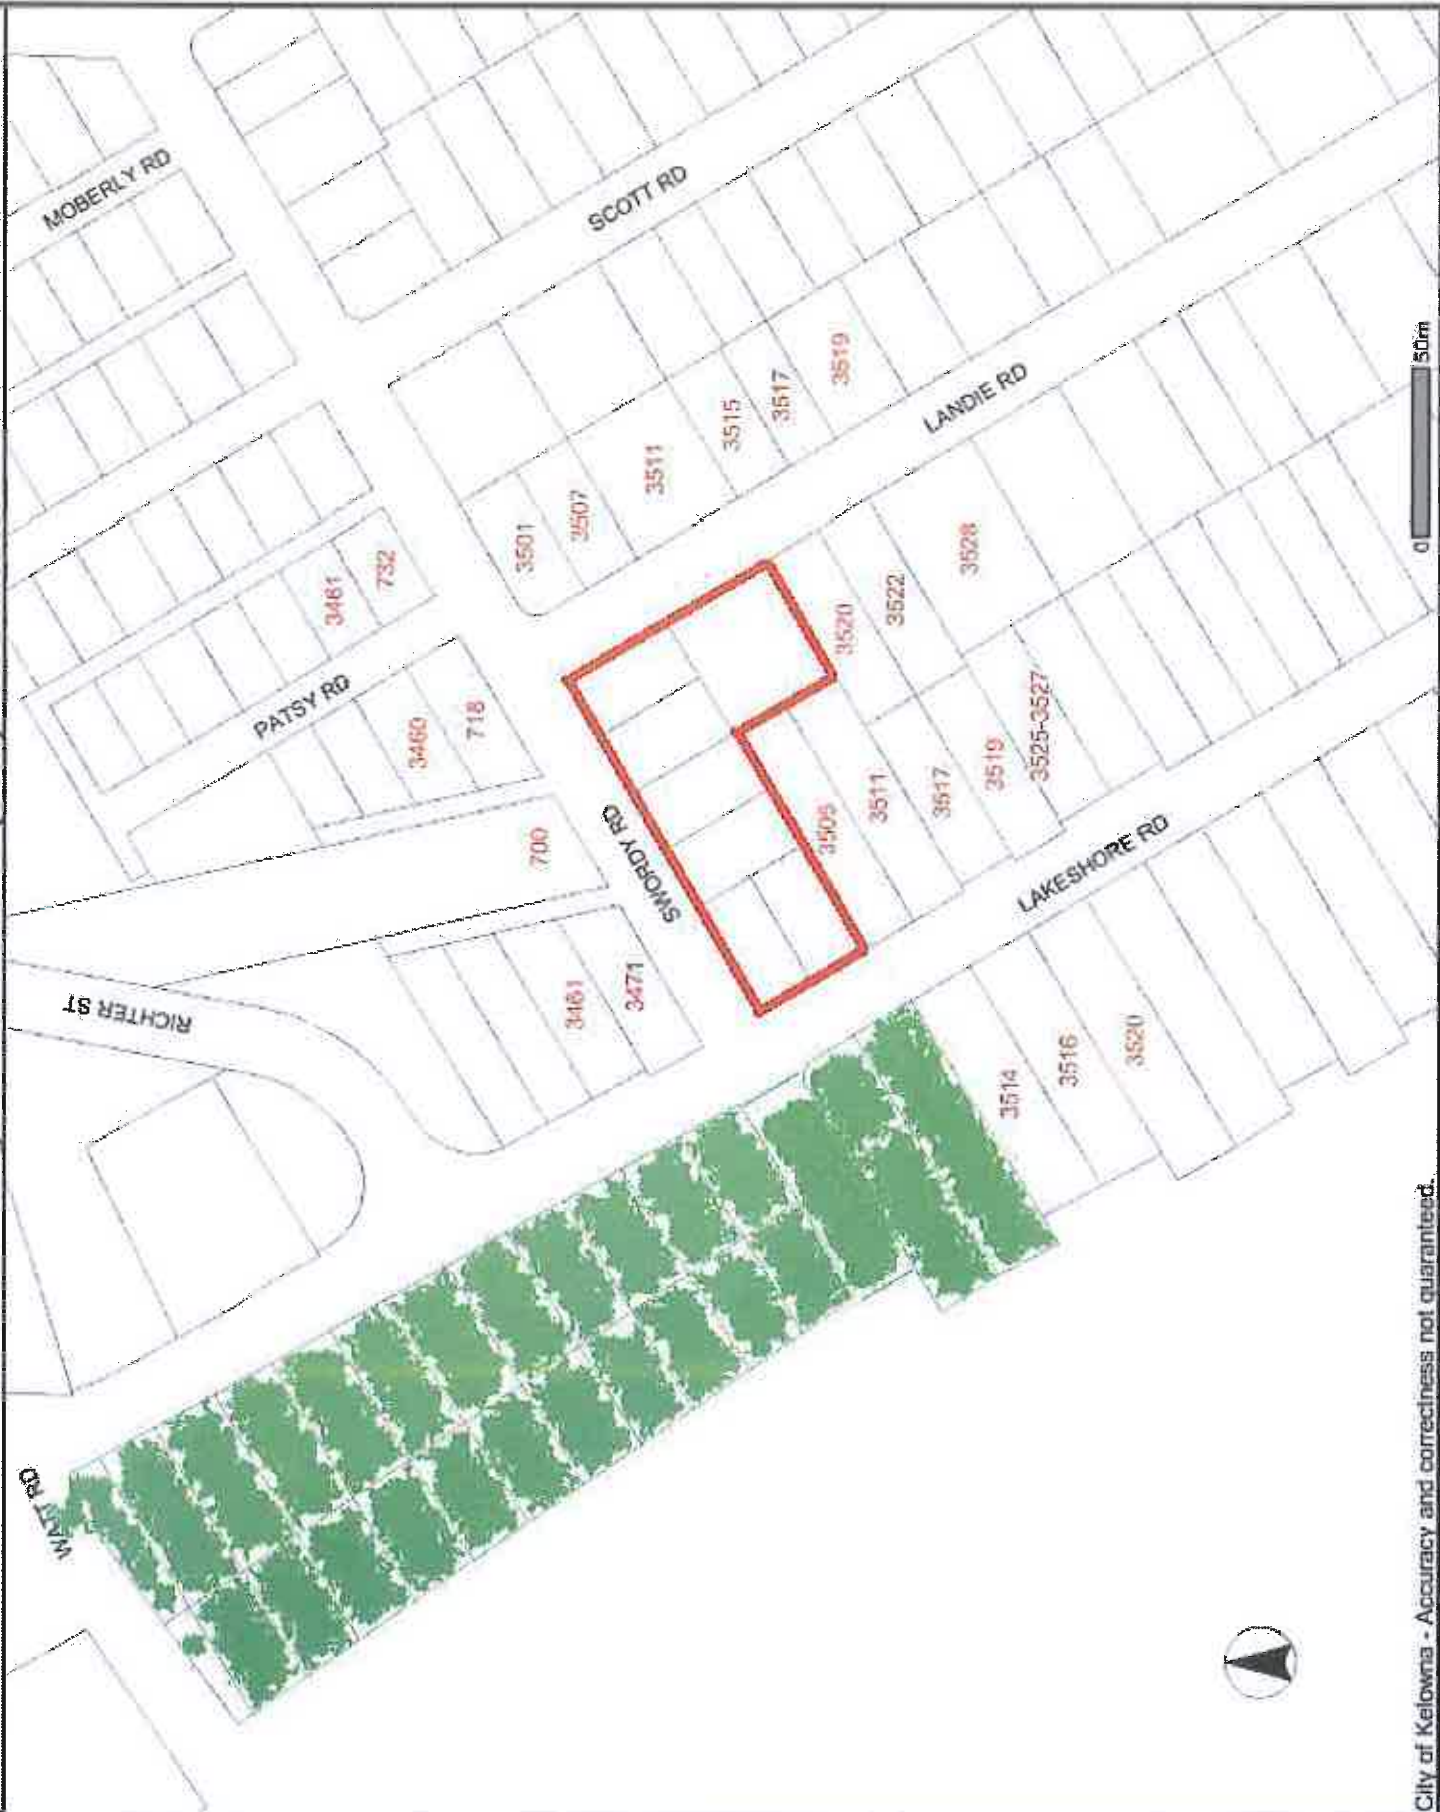 MOBERLY RD
SCOTT RD
3519
3517
3515
3511
LANDIE RD
3507
3501
732
3461
3528
3522
3520
PATSY RD
718
3460
3525-3527
3519
3517
3511
3505
SWORDY RD
700
LAKESHORE RD
3471
3461
RICHTER ST
3520
3516
3514
WATT RD
0
50m
City of Kelowna - Accuracy and correctness not guaranteed.